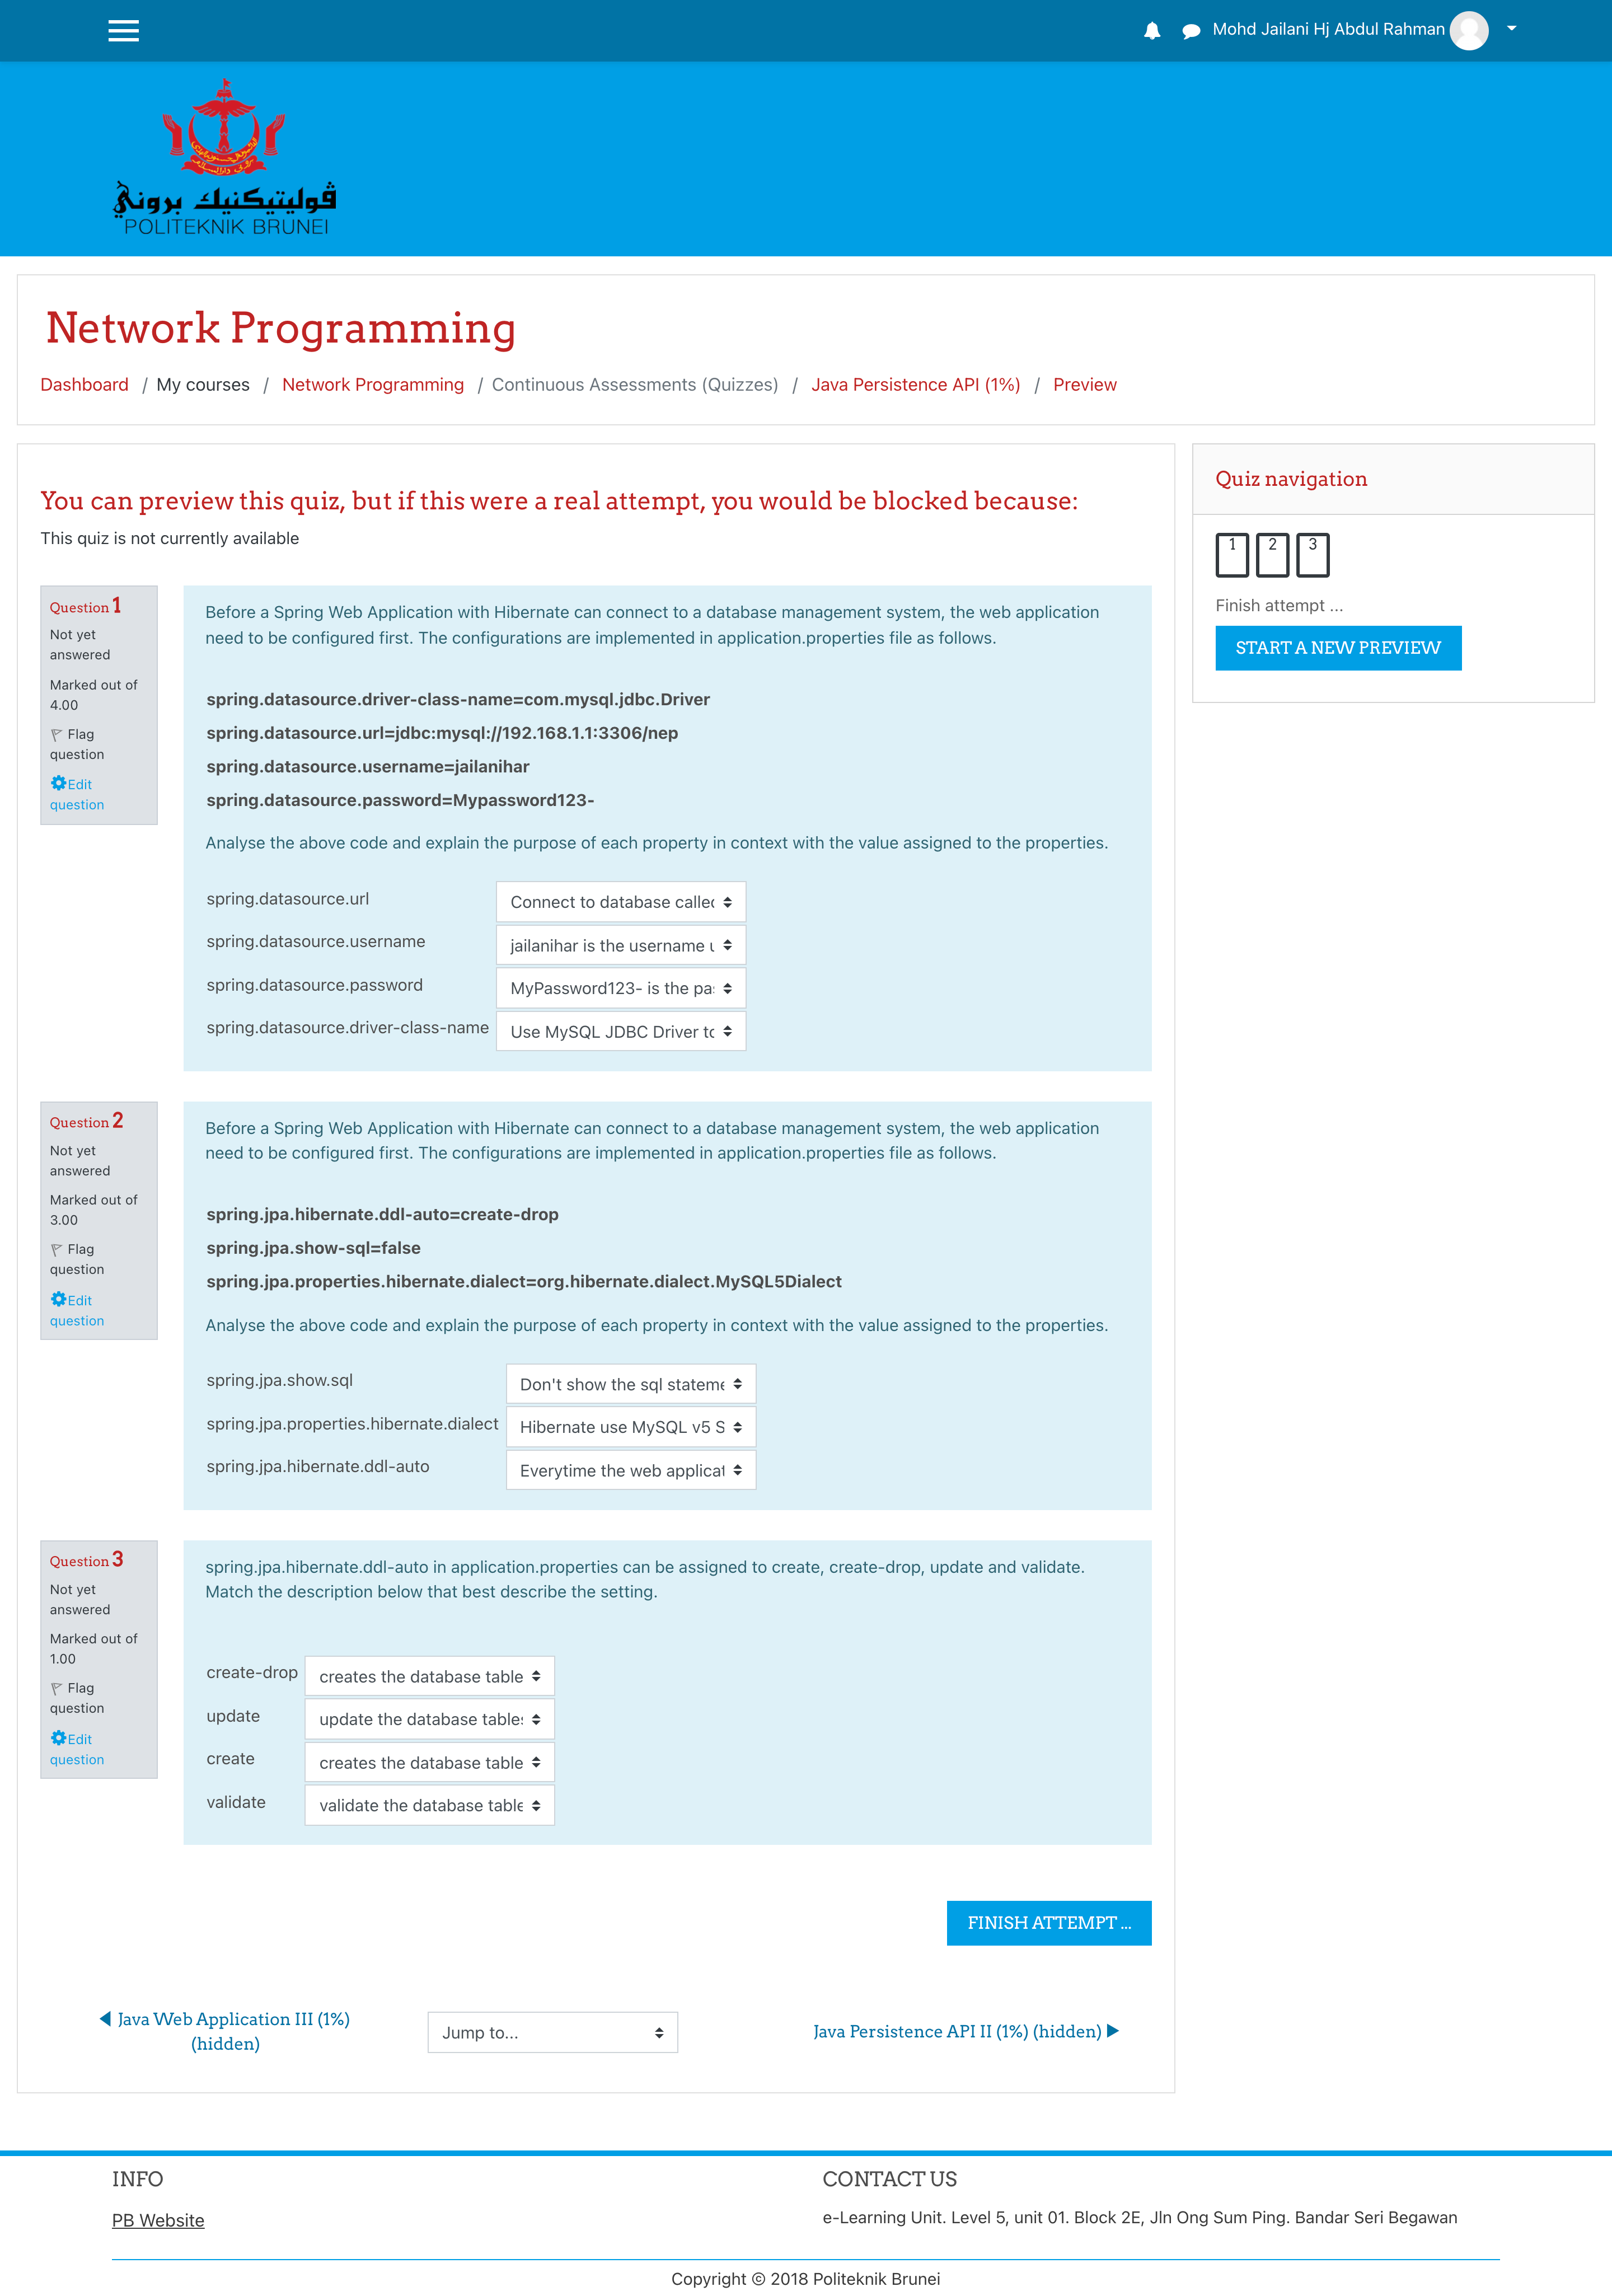 Mohd Jailani Hj Abdul Rahman
ڤوليتيكنيك بروني
POLITEKNIK BRUNEI
Network Programming
Dashboard / My courses / Network Programming / Continuous Assessments (Quizzes) / Java Persistence API (1%) / Preview
You can preview this quiz, but if this were a real attempt, you would be blocked because:
This quiz is not currently available
Question 1
Not yet
answered
Marked out of
4.00
Flag
question
Edit
question
Before a Spring Web Application with Hibernate can connect to a database management system, the web application
need to be configured first. The configurations are implemented in application.properties file as follows.
spring.datasource.driver-class-name=com.mysql.jdbc.Driver
spring.datasource.url=jdbc:mysql://192.168.1.1:3306/nep
spring.datasource.username=jailanihar
spring.datasource.password=Mypassword123-
Analyse the above code and explain the purpose of each property in context with the value assigned to the properties.
spring.datasource.url Connect to database called
spring.datasource.username jailanihar is the username u
spring.datasource.password MyPassword123- is the pas
spring.datasource.driver-class-name Use MySQL JDBC Driver to
Question 2
Not yet
answered
Marked out of
3.00
Flag
question
Edit
question
Before a Spring Web Application with Hibernate can connect to a database management system, the web application
need to be configured first. The configurations are implemented in application.properties file as follows.
spring.jpa.hibernate.ddl-auto=create-drop
spring.jpa.show-sql=false
spring.jpa.properties.hibernate.dialect=org.hibernate.dialect.MySQL5Dialect
Analyse the above code and explain the purpose of each property in context with the value assigned to the properties.
spring.jpa.show.sql Don't show the sql stateme
spring.jpa.properties.hibernate.dialect Hibernate use MySQL v5 S
spring.jpa.hibernate.ddl-auto Everytime the web applicat
Question 3
Not yet
answered
Marked out of
1.00
Flag
question
Edit
question
spring.jpa.hibernate.ddl-auto in application.properties can be assigned to create, create-drop, update and validate.
Match the description below that best describe the setting.
create-drop creates the database table
update update the database tables
create creates the database table
validate validate the database table
FINISH ATTEMPT ...
Java Web Application III (1%)
(hidden)
Jump to...
Java Persistence API II (1%) (hidden)
Quiz navigation
1 2 3
Finish attempt ...
START A NEW PREVIEW
INFO
PB Website
CONTACT US
e-Learning Unit. Level 5, unit 01. Block 2E, Jln Ong Sum Ping. Bandar Seri Begawan
Copyright © 2018 Politeknik Brunei